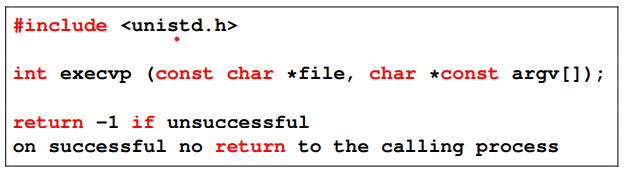 #include <unistd.h>
int execvp (const char *file, char *const argv[]);
return –1 if unsuccessful
on successful no return to the calling process